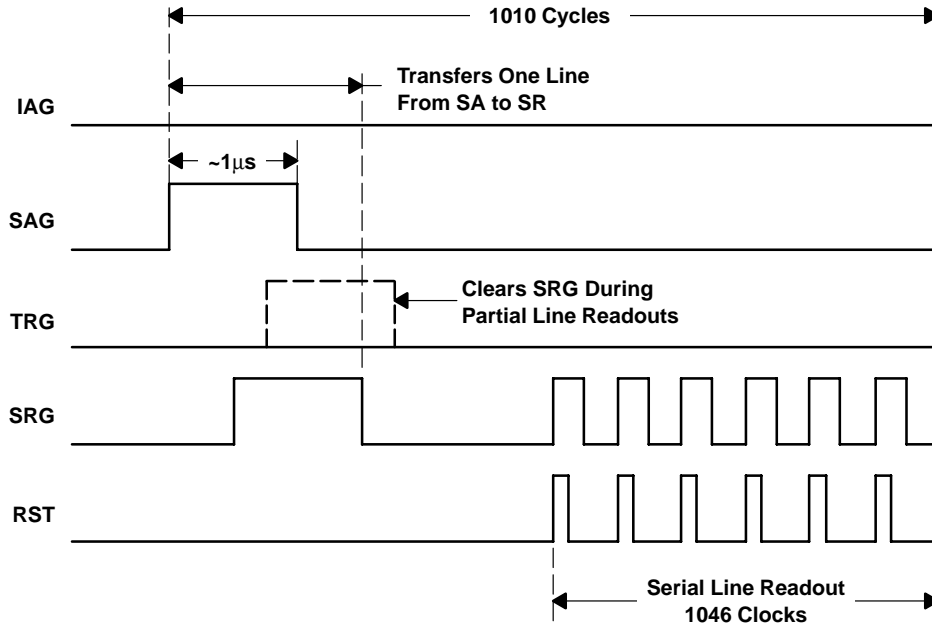 1010 Cycles
Transfers One Line
From SA to SR
IAG
~1µs
SAG
Clears SRG During
Partial Line Readouts
TRG
SRG
RST
Serial Line Readout
1046 Clocks